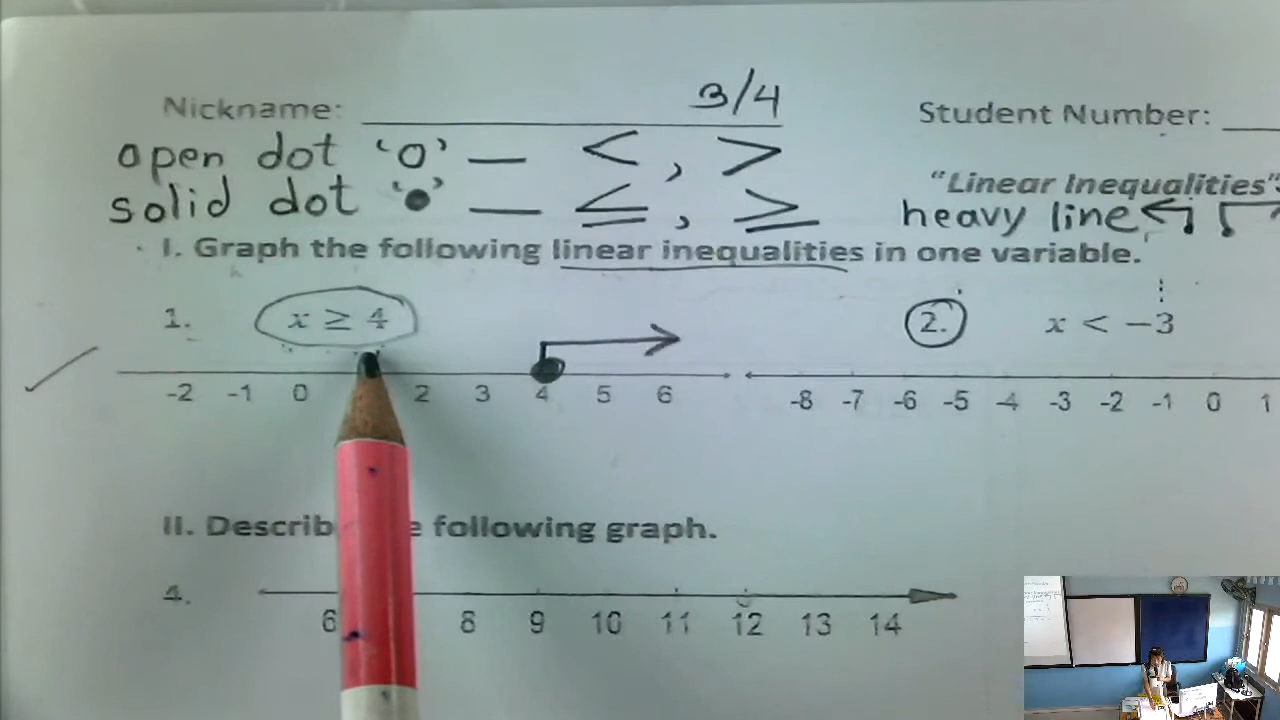 3/4
Nickname: Student Number:
open dot 'o' — <, >
"Linear Inequalities"
solid dot '•' — ≤, ≥ heavy line
I. Graph the following linear inequalities in one variable.
1. x ≥ 4 2. x < -3
-2 -1 0 2 3 4 5 6 -8 -7 -6 -5 -4 -3 -2 -1 0 1
II. following graph.
4.
6 8 9 10 11 12 13 14